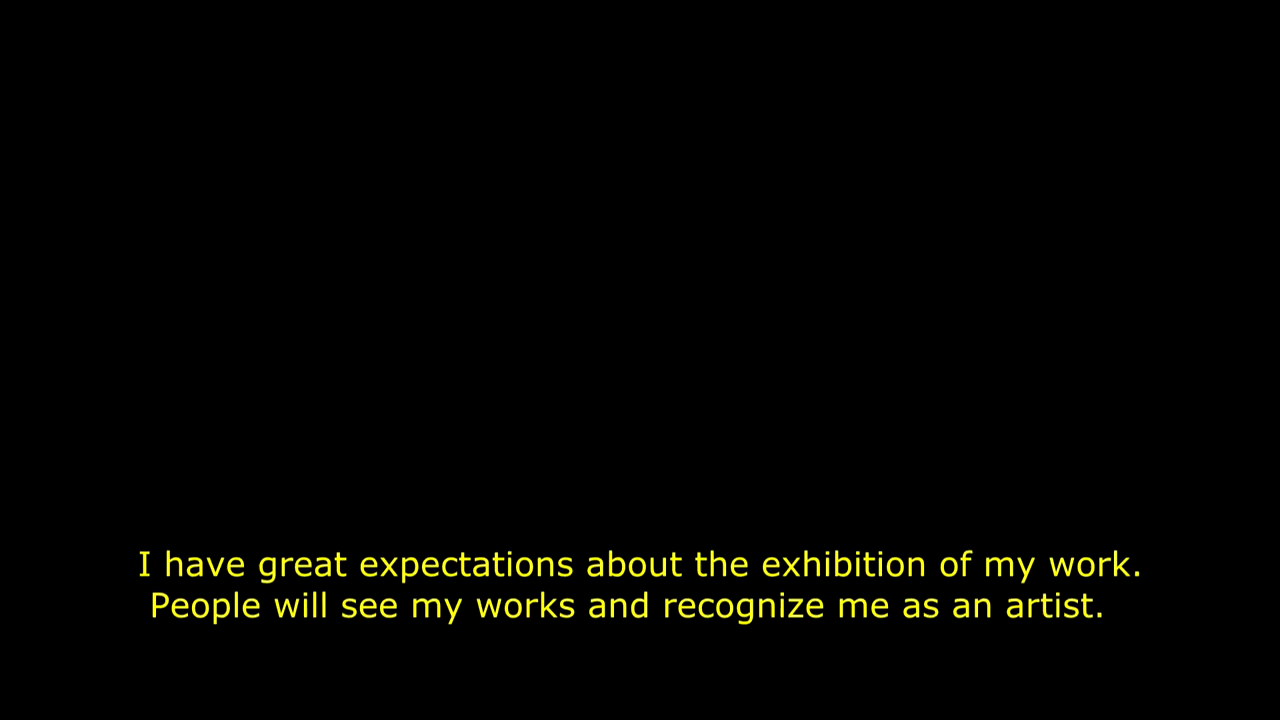 I have great expectations about the exhibition of my work.
People will see my works and recognize me as an artist.